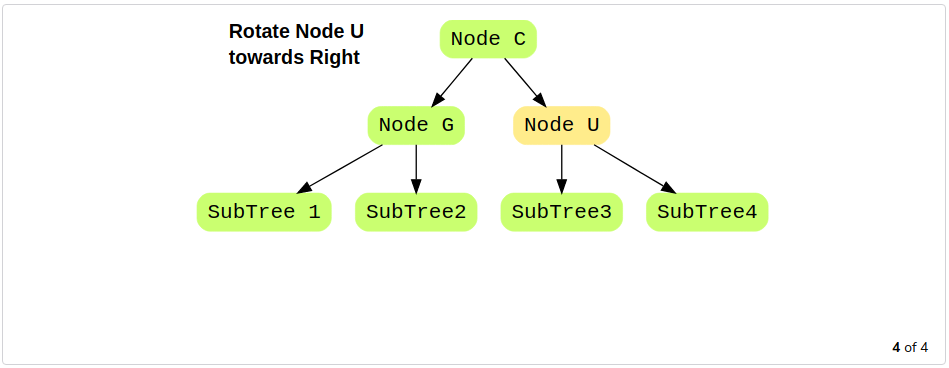 Rotate Node U
towards Right
Node C
Node G
Node U
SubTree 1
SubTree2
SubTree3
SubTree4
4 of 4